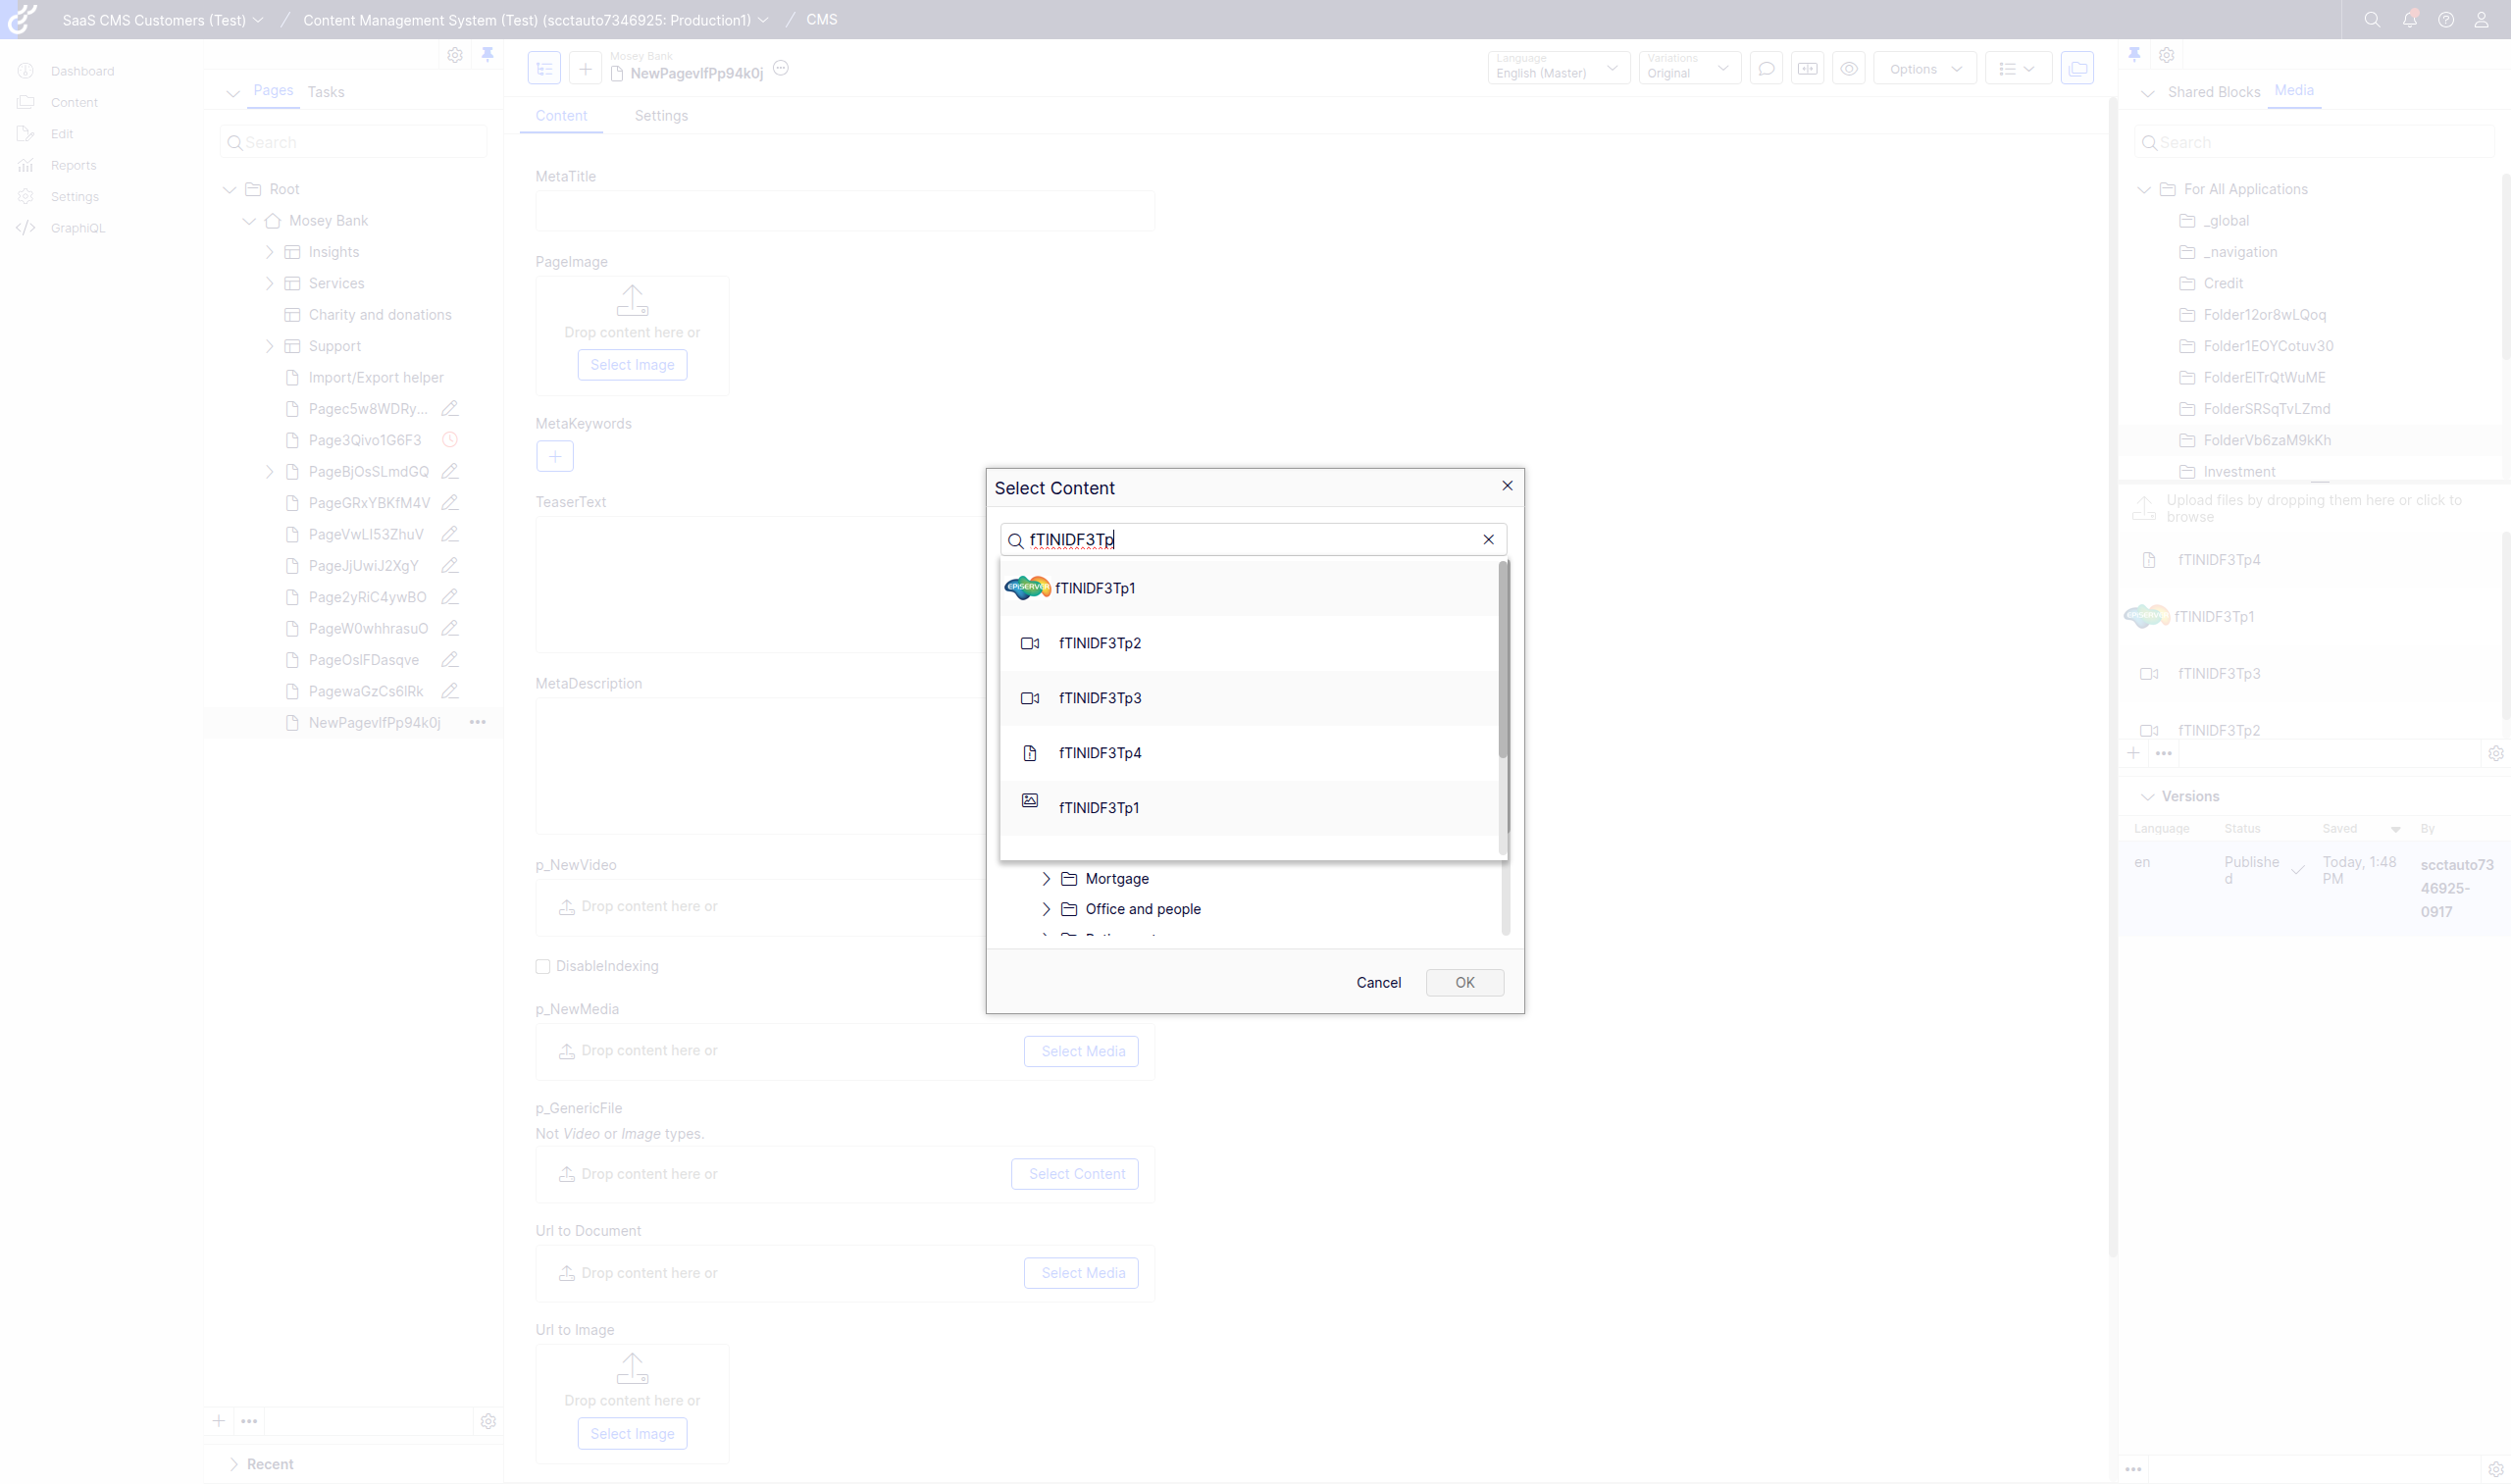 SaaS CMS Customers (Test) / Content Management System (Test) (scctauto7346925: Production1) / CMS
Dashboard
Content
Edit
Reports
Settings
GraphiQL
Pages Tasks
Search
Root
Mosey Bank
Insights
Services
Charity and donations
Support
Import/Export helper
Pagec5w8WDRy...
Page3Qivo1G6F3
PageBjOsSLmdGQ
PageGRxYBKfM4V
PageVwLI53ZhuV
PageJjUwiJ2XgY
Page2yRiC4ywBO
PageW0whhrasuO
PageOslFDasqve
PagewaGzCs6lRk
NewPagevlfPp94k0j
Recent
Mosey Bank
NewPagevlfPp94k0j
Language
English (Master)
Variations
Original
Options
Content Settings
MetaTitle
PageImage
Drop content here or
Select Image
MetaKeywords
TeaserText
MetaDescription
p_NewVideo
Drop content here or
DisableIndexing
p_NewMedia
Drop content here or Select Media
p_GenericFile
Not Video or Image types.
Drop content here or Select Content
Url to Document
Drop content here or Select Media
Url to Image
Drop content here or
Select Image
Select Content
fTINIDF3Tp
EPISERVER fTINIDF3Tp1
fTINIDF3Tp2
fTINIDF3Tp3
fTINIDF3Tp4
fTINIDF3Tp1
Mortgage
Office and people
Cancel OK
Shared Blocks Media
Search
For All Applications
_global
_navigation
Credit
Folder12or8wLQoq
Folder1EOYCotuv30
FolderElTrQtWuME
FolderSRSqTvLZmd
FolderVb6zaM9kKh
Investment
Upload files by dropping them here or click to
browse
fTINIDF3Tp4
EPISERVER fTINIDF3Tp1
fTINIDF3Tp3
fTINIDF3Tp2
Versions
Language Status Saved By
en Publishe Today, 1:48 scctauto73
d PM 46925-
0917